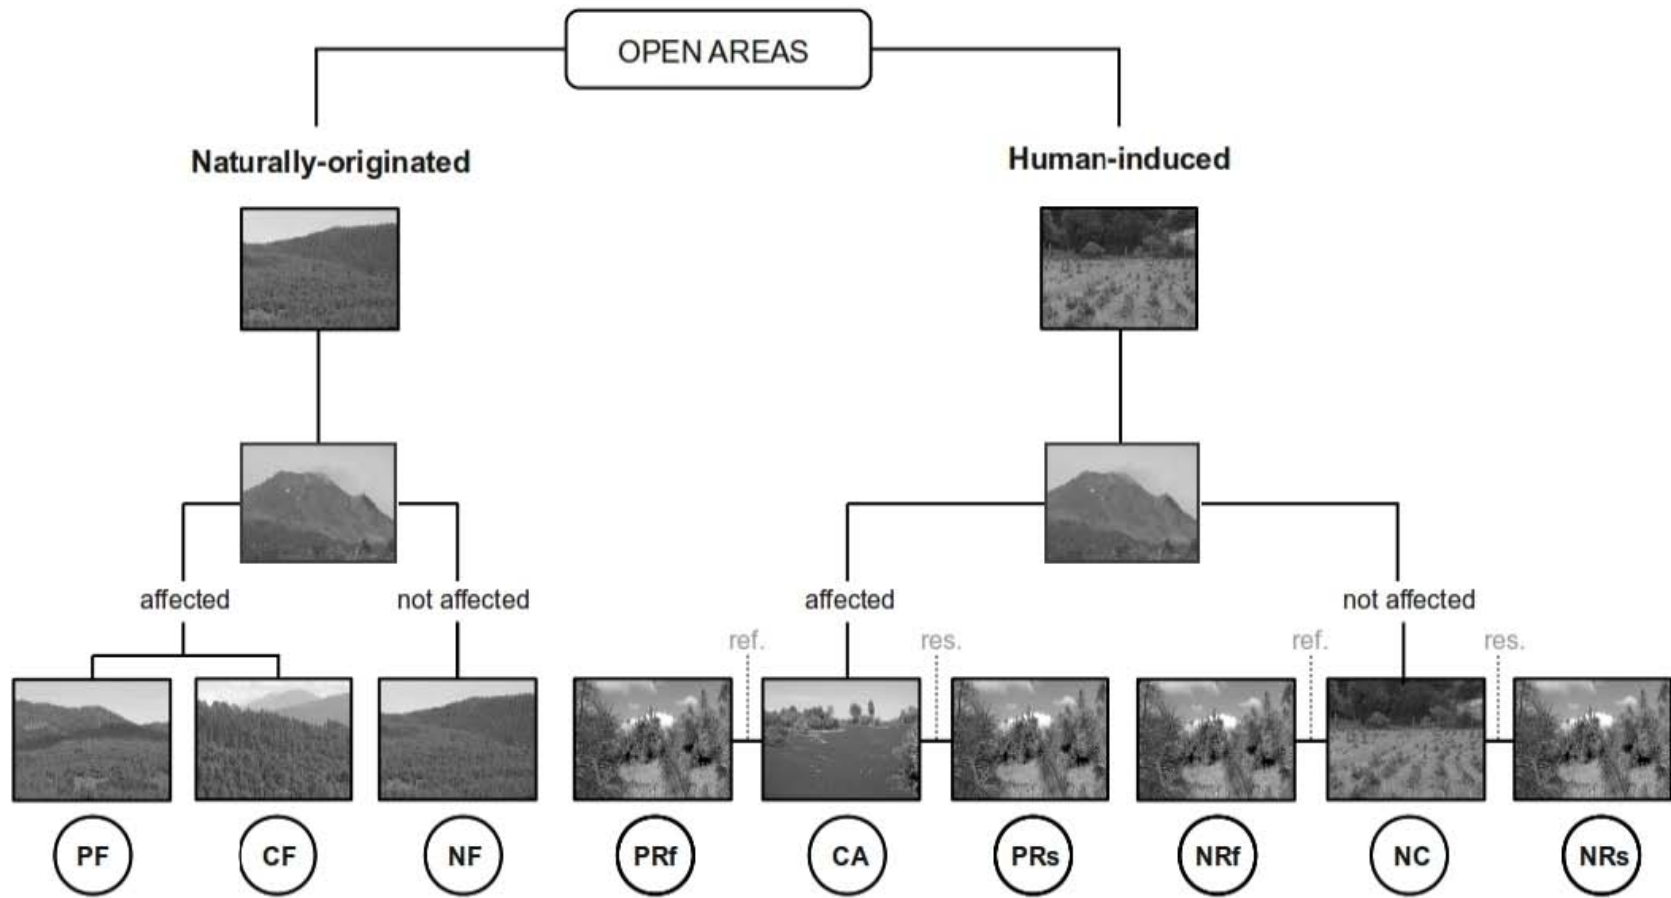 OPEN AREAS
Naturally-originated
Human-induced
affected
not affected
affected
not affected
ref.
res.
ref.
res.
PF
CF
NF
PRf
CA
PRs
NRf
NC
NRs